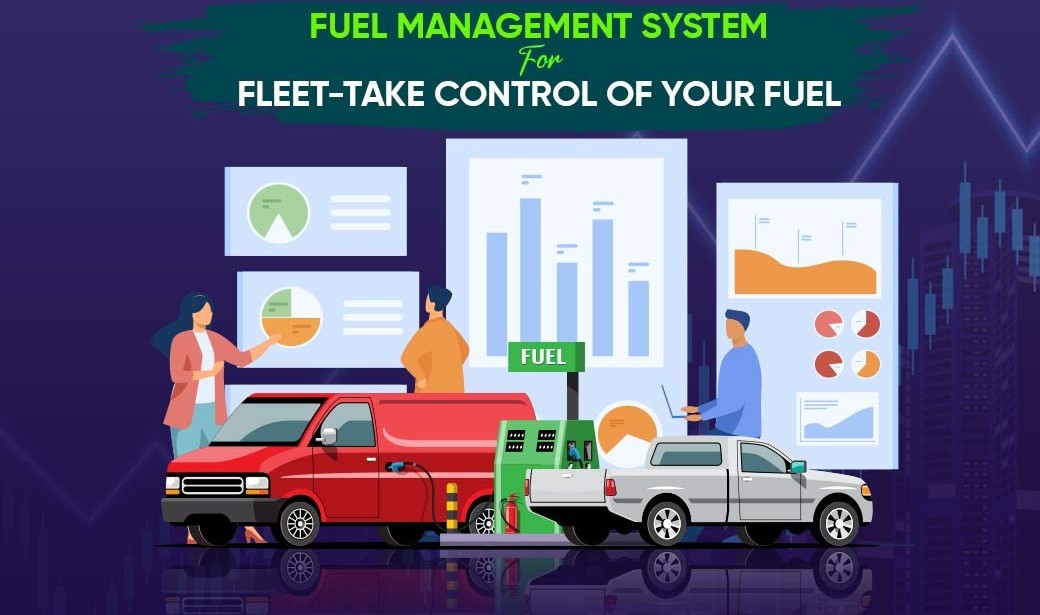 FUEL MANAGEMENT SYSTEM
For
FLEET-TAKE CONTROL OF YOUR FUEL
FUEL